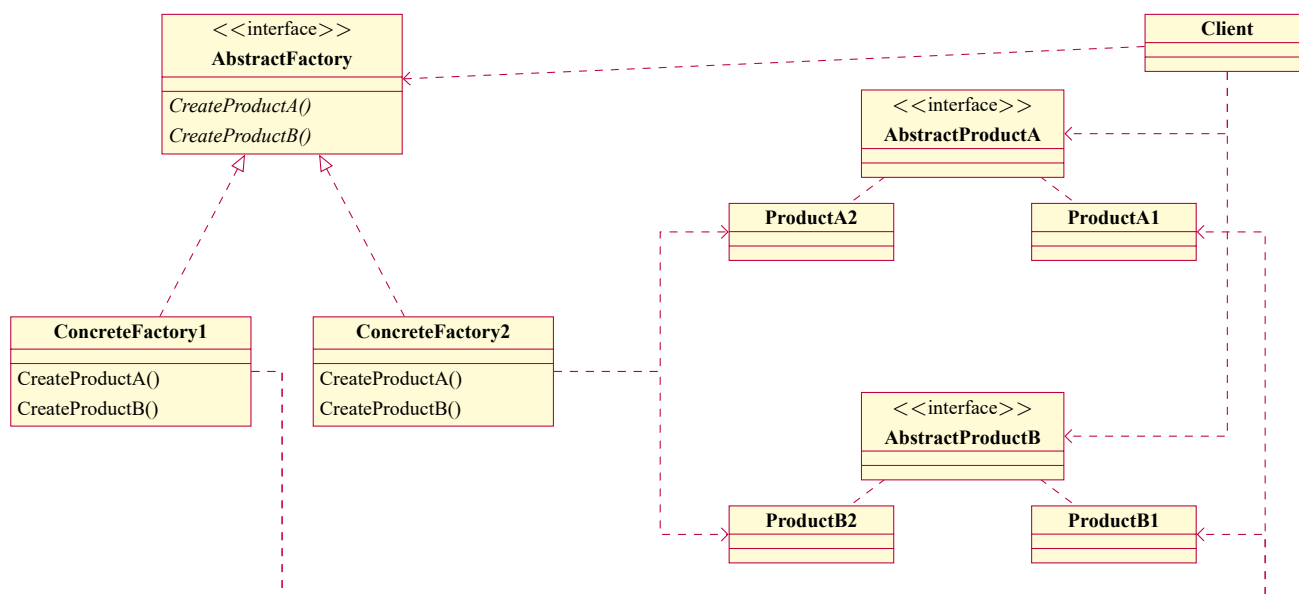 <<interface>>
AbstractFactory
CreateProductA()
CreateProductB()
Client
<<interface>>
AbstractProductA
ProductA2
ProductA1
ConcreteFactory1
CreateProductA()
CreateProductB()
ConcreteFactory2
CreateProductA()
CreateProductB()
<<interface>>
AbstractProductB
ProductB2
ProductB1